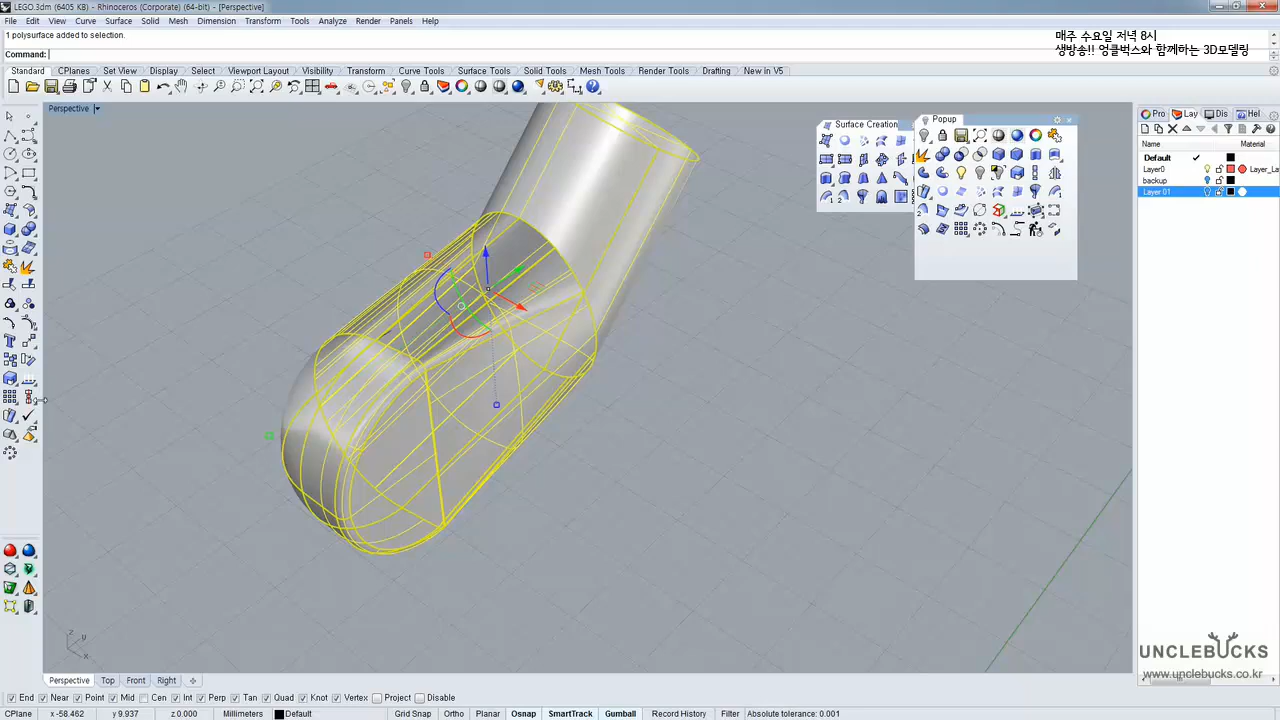 LEGO.3dm (6405 KB) - Rhinoceros (Corporate) (64-bit) - [Perspective]
File Edit View Curve Surface Solid Mesh Dimension Transform Tools Analyze Render Panels Help
1 polysurface added to selection.
Command:
매주 수요일 저녁 8시
생방송!! 엉클벅스와 함께하는 3D모델링
Standard CPlanes Set View Display Select Viewport Layout Visibility Transform Curve Tools Surface Tools Solid Tools Mesh Tools Render Tools Drafting New in V5
Perspective
Surface Creation
Popup
Pro Lay Dis Hel
Name Material
Default
Layer0 Layer_La
backup
Layer 01
z y x
UNCLEBUCKS
www.unclebucks.co.kr
Perspective Top Front Right
End Near Point Mid Cen Int Perp Tan Quad Knot Vertex Project Disable
CPlane x -58.462 y 9.937 z 0.000 Millimeters Default Grid Snap Ortho Planar Osnap SmartTrack Gumball Record History Filter Absolute tolerance: 0.001